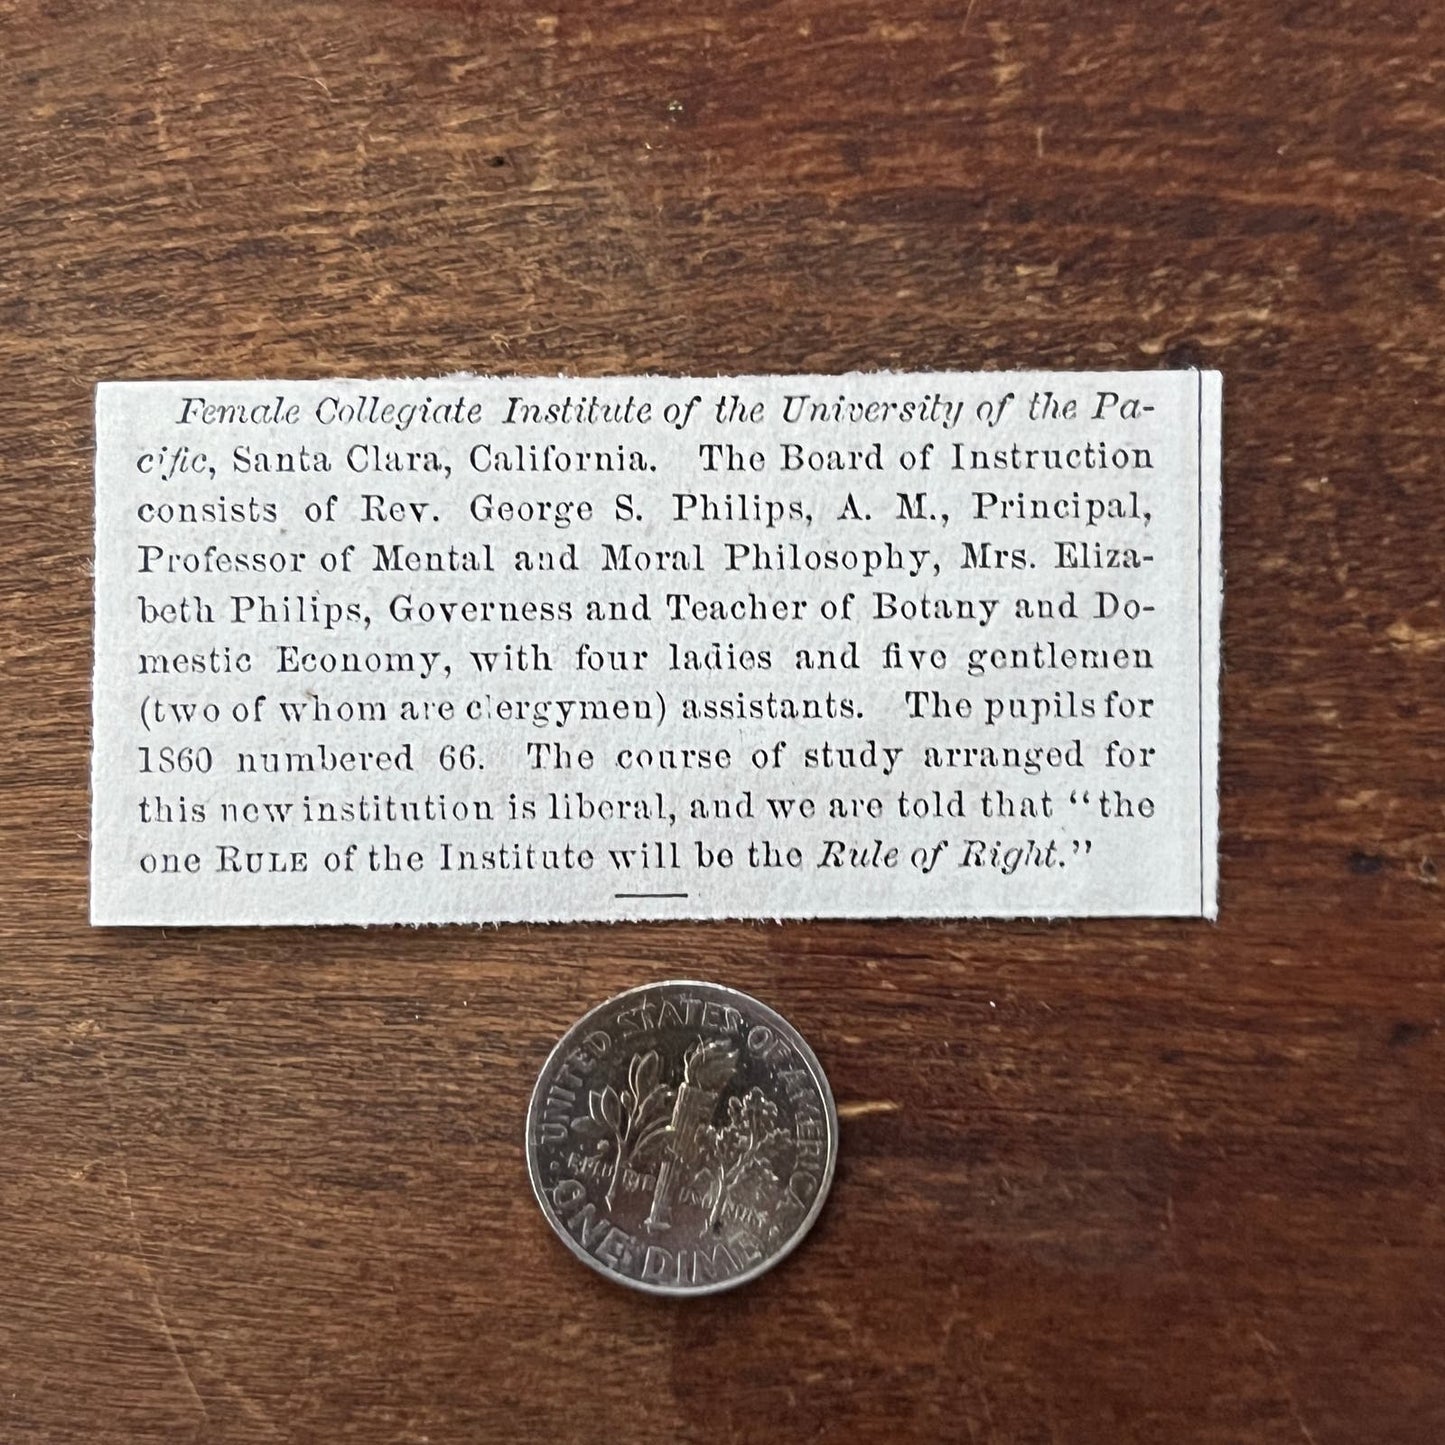 Female Collegiate Institute of the University of the Pa-
cific, Santa Clara, California. The Board of Instruction
consists of Rev. George S. Philips, A. M., Principal,
Professor of Mental and Moral Philosophy, Mrs. Eliza-
beth Philips, Governess and Teacher of Botany and Do-
mestic Economy, with four ladies and five gentlemen
(two of whom are clergymen) assistants. The pupils for
1860 numbered 66. The course of study arranged for
this new institution is liberal, and we are told that “the
one RULE of the Institute will be the Rule of Right.”
UNITED STATES OF AMERICA
E PLURIBUS UNUM
ONE DIME